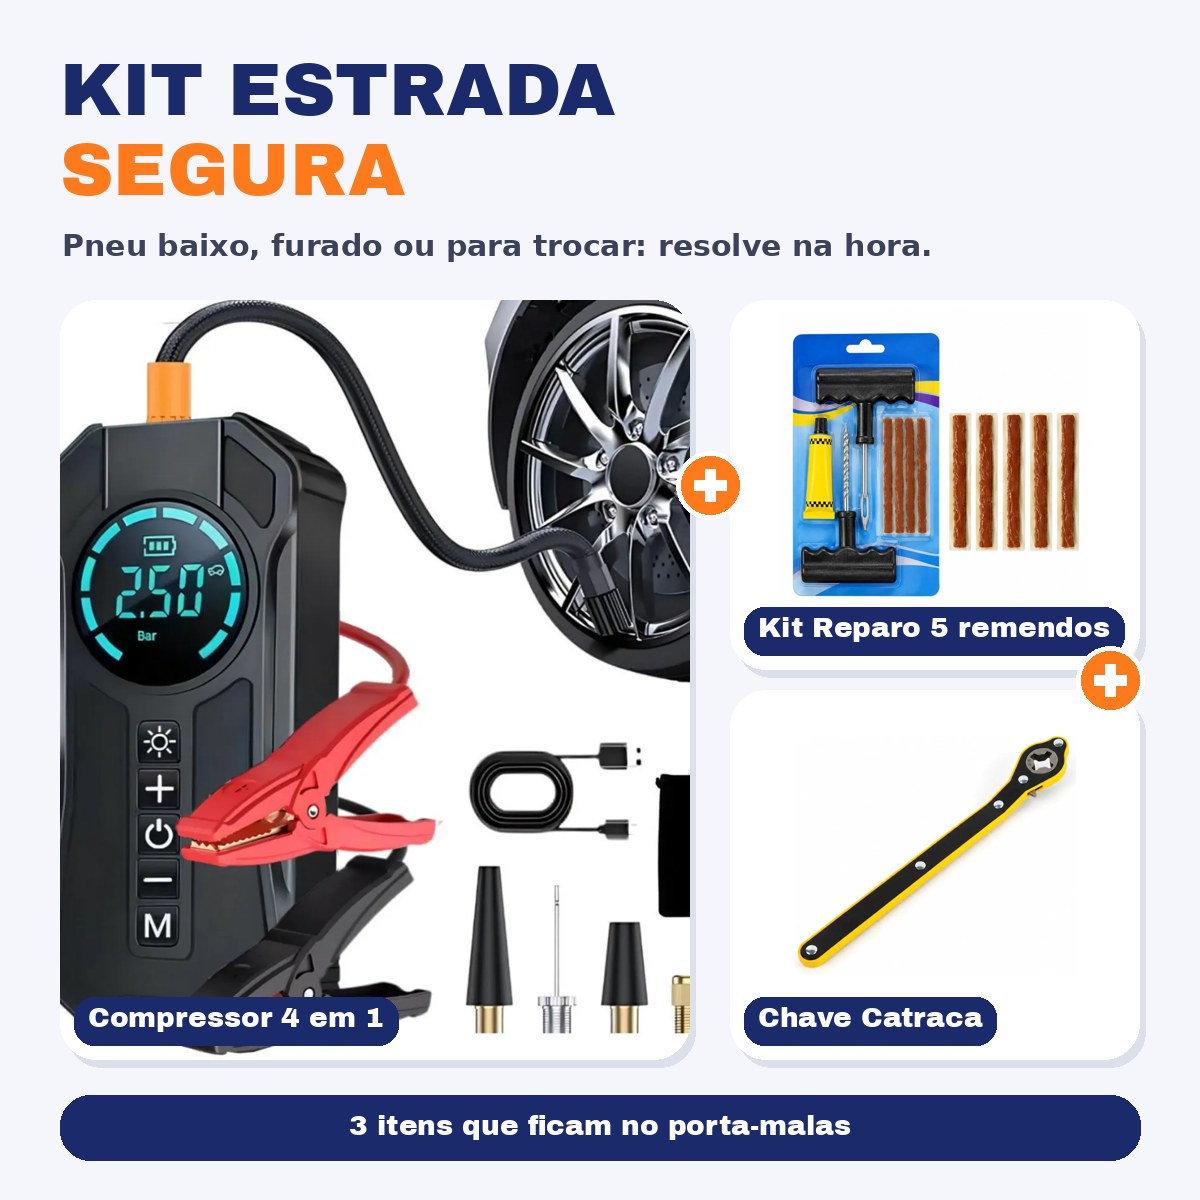 KIT ESTRADA
SEGURA
Pneu baixo, furado ou para trocar: resolve na hora.
2.50
Bar
M
Compressor 4 em 1
Kit Reparo 5 remendos
Chave Catraca
3 itens que ficam no porta-malas